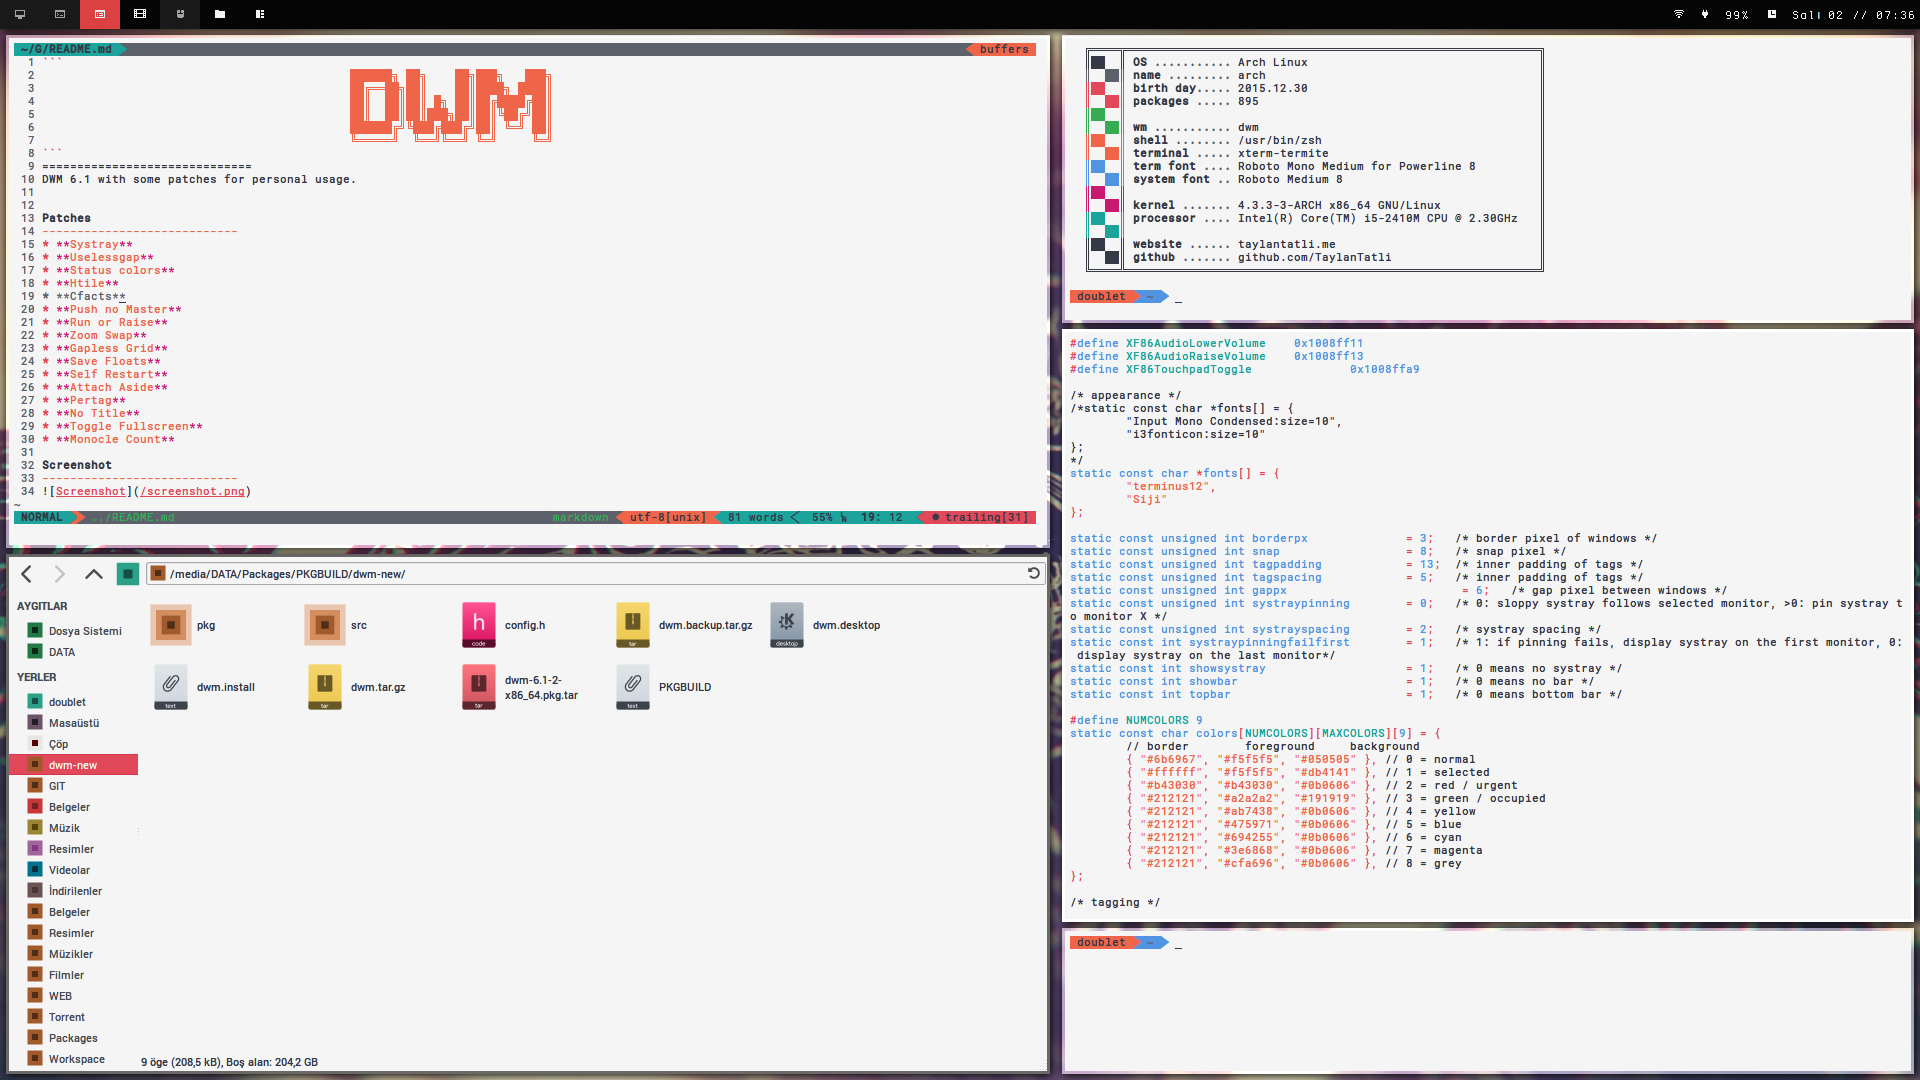 99% Sali 02 // 07:36
~/G/README.md buffers
1 ```
2
3
4
5
6
7
DWM
8 ```
9 ==============================
10 DWM 6.1 with some patches for personal usage.
11
12
13 Patches
14 ----------------------------
15 * **Systray**
16 * **Uselessgap**
17 * **Status colors**
18 * **Htile**
19 * **Cfacts**
20 * **Push no Master**
21 * **Run or Raise**
22 * **Zoom Swap**
23 * **Gapless Grid**
24 * **Save Floats**
25 * **Self Restart**
26 * **Attach Aside**
27 * **Pertag**
28 * **No Title**
29 * **Toggle Fullscreen**
30 * **Monocle Count**
31
32 Screenshot
33 ----------------------------
34 ![Screenshot](/screenshot.png)
~
NORMAL ../README.md markdown utf-8[unix] 81 words 55% 19: 12 ● trailing[31]
/media/DATA/Packages/PKGBUILD/dwm-new/
AYGITLAR
Dosya Sistemi
DATA
YERLER
doublet
Masaüstü
Çöp
dwm-new
GIT
Belgeler
Müzik
Resimler
Videolar
İndirilenler
Belgeler
Resimler
Müzikler
Filmler
WEB
Torrent
Packages
Workspace
pkg
src
h code config.h
tar dwm.backup.tar.gz
desktop dwm.desktop
text dwm.install
tar dwm.tar.gz
tar dwm-6.1-2-
x86_64.pkg.tar
text PKGBUILD
9 öge (208,5 kB), Boş alan: 204,2 GB
OS ........... Arch Linux
name ......... arch
birth day..... 2015.12.30
packages ..... 895
wm ........... dwm
shell ........ /usr/bin/zsh
terminal ..... xterm-termite
term font .... Roboto Mono Medium for Powerline 8
system font .. Roboto Medium 8
kernel ....... 4.3.3-3-ARCH x86_64 GNU/Linux
processor .... Intel(R) Core(TM) i5-2410M CPU @ 2.30GHz
website ...... taylantatli.me
github ....... github.com/TaylanTatli
doublet ~ _
#define XF86AudioLowerVolume 0x1008ff11
#define XF86AudioRaiseVolume 0x1008ff13
#define XF86TouchpadToggle 0x1008ffa9
/* appearance */
/*static const char *fonts[] = {
"Input Mono Condensed:size=10",
"i3fonticon:size=10"
};
*/
static const char *fonts[] = {
"terminus12",
"Siji"
};
static const unsigned int borderpx = 3; /* border pixel of windows */
static const unsigned int snap = 8; /* snap pixel */
static const unsigned int tagpadding = 13; /* inner padding of tags */
static const unsigned int tagspacing = 5; /* inner padding of tags */
static const unsigned int gappx = 6; /* gap pixel between windows */
static const unsigned int systraypinning = 0; /* 0: sloppy systray follows selected monitor, >0: pin systray t
o monitor X */
static const unsigned int systrayspacing = 2; /* systray spacing */
static const int systraypinningfailfirst = 1; /* 1: if pinning fails, display systray on the first monitor, 0:
display systray on the last monitor*/
static const int showsystray = 1; /* 0 means no systray */
static const int showbar = 1; /* 0 means no bar */
static const int topbar = 1; /* 0 means bottom bar */
#define NUMCOLORS 9
static const char colors[NUMCOLORS][MAXCOLORS][9] = {
// border foreground background
{ "#6b6967", "#f5f5f5", "#050505" }, // 0 = normal
{ "#ffffff", "#f5f5f5", "#db4141" }, // 1 = selected
{ "#b43030", "#b43030", "#0b0606" }, // 2 = red / urgent
{ "#212121", "#a2a2a2", "#191919" }, // 3 = green / occupied
{ "#212121", "#ab7438", "#0b0606" }, // 4 = yellow
{ "#212121", "#475971", "#0b0606" }, // 5 = blue
{ "#212121", "#694255", "#0b0606" }, // 6 = cyan
{ "#212121", "#3e6868", "#0b0606" }, // 7 = magenta
{ "#212121", "#cfa696", "#0b0606" }, // 8 = grey
};
/* tagging */
doublet ~ _